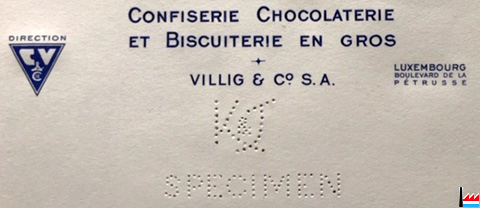 CONFISERIE CHOCOLATERIE
ET BISCUITERIE EN GROS
DIRECTION
VILLIG & Cº S.A.
LUXEMBOURG
BOULEVARD DE LA
PÉTRUSSE
SPECIMEN